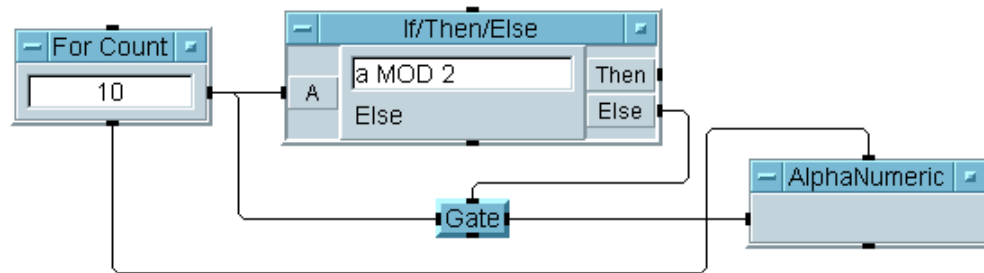 For Count
10
If/Then/Else
A
a MOD 2
Else
Then
Else
Gate
AlphaNumeric